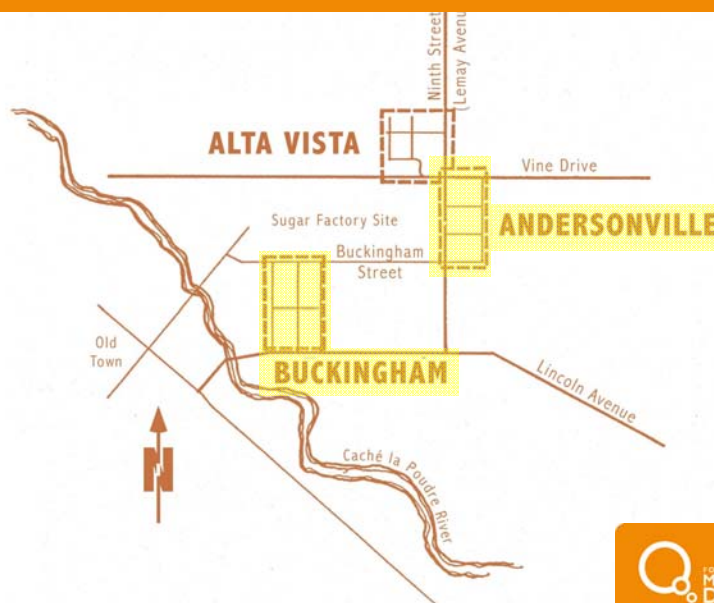 Ninth Street
(Lemay Avenu
ALTA VISTA
Vine Drive
Sugar Factory Site
ANDERSONVILLE
Buckingham
Street
Old
Town
BUCKINGHAM
Lincoln Avenue
N
Caché la Poudre River